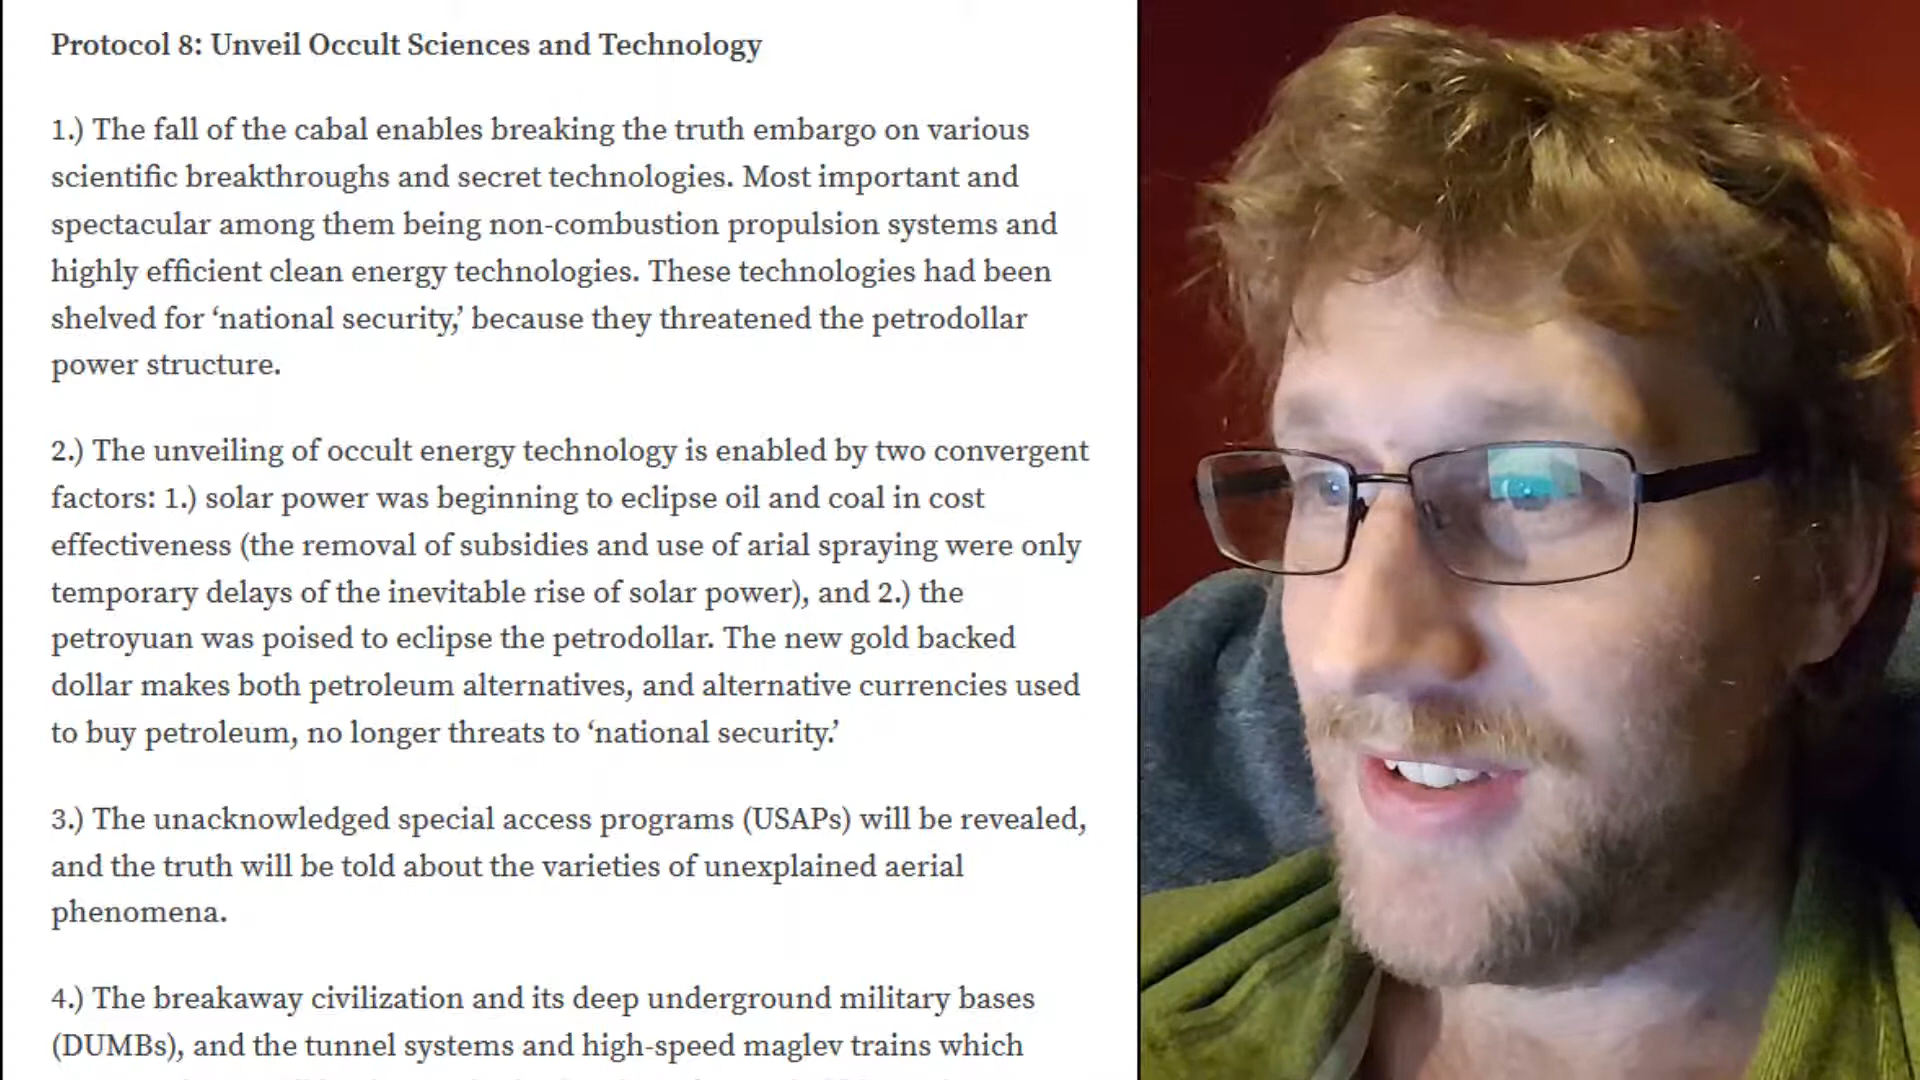 Protocol 8: Unveil Occult Sciences and Technology
1.) The fall of the cabal enables breaking the truth embargo on various
scientific breakthroughs and secret technologies. Most important and
spectacular among them being non-combustion propulsion systems and
highly efficient clean energy technologies. These technologies had been
shelved for ‘national security,’ because they threatened the petrodollar
power structure.
2.) The unveiling of occult energy technology is enabled by two convergent
factors: 1.) solar power was beginning to eclipse oil and coal in cost
effectiveness (the removal of subsidies and use of arial spraying were only
temporary delays of the inevitable rise of solar power), and 2.) the
petroyuan was poised to eclipse the petrodollar. The new gold backed
dollar makes both petroleum alternatives, and alternative currencies used
to buy petroleum, no longer threats to ‘national security.’
3.) The unacknowledged special access programs (USAPs) will be revealed,
and the truth will be told about the varieties of unexplained aerial
phenomena.
4.) The breakaway civilization and its deep underground military bases
(DUMBs), and the tunnel systems and high-speed maglev trains which